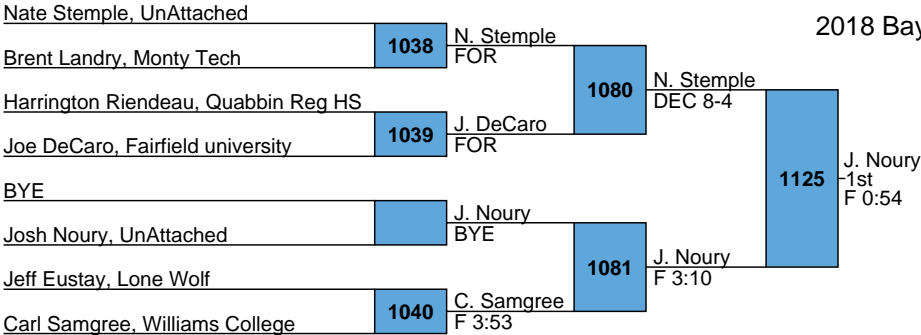 Nate Stemple, UnAttached
1038
N. Stemple
FOR
2018 Bay
Brent Landry, Monty Tech
1080
N. Stemple
DEC 8-4
Harrington Riendeau, Quabbin Reg HS
1039
J. DeCaro
FOR
Joe DeCaro, Fairfield university
1125
J. Noury
1st
F 0:54
BYE
J. Noury
BYE
Josh Noury, UnAttached
1081
J. Noury
F 3:10
Jeff Eustay, Lone Wolf
1040
C. Samgree
F 3:53
Carl Samgree, Williams College